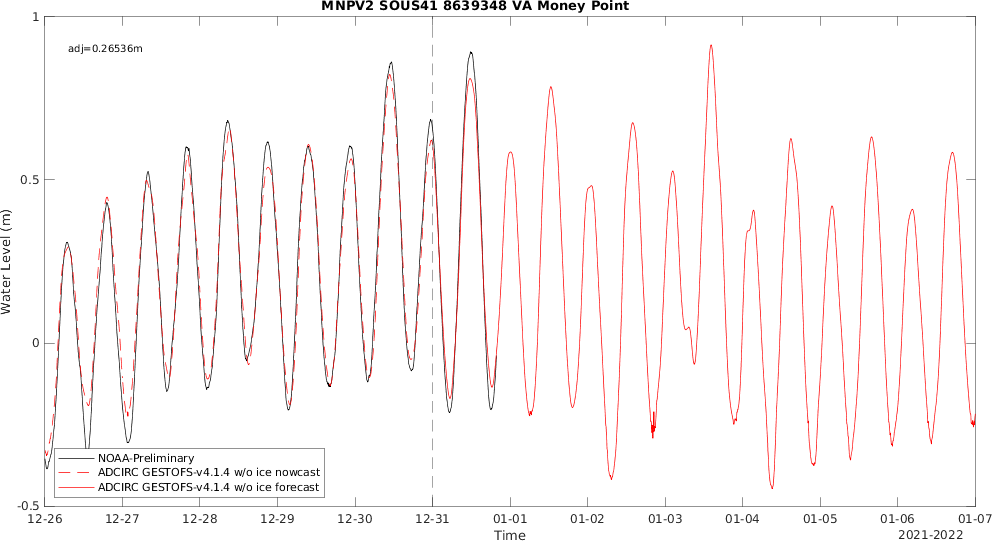 MNPV2 SOUS41 8639348 VA Money Point
adj=0.26536m
Water Level (m)
1
0.5
0
-0.5
NOAA-Preliminary
ADCIRC GESTOFS-v4.1.4 w/o ice nowcast
ADCIRC GESTOFS-v4.1.4 w/o ice forecast
12-26 12-27 12-28 12-29 12-30 12-31 01-01 01-02 01-03 01-04 01-05 01-06 01-07
Time
2021-2022